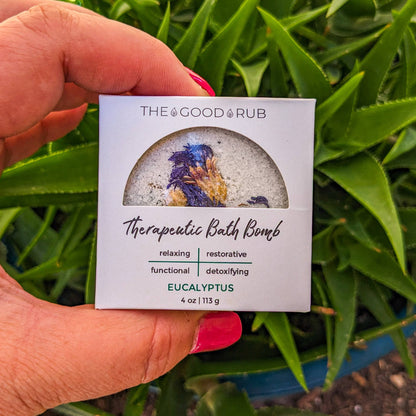 THE GOOD RUB
Therapeutic Bath Bomb
relaxing | restorative
functional | detoxifying
EUCALYPTUS
4 oz | 113 g